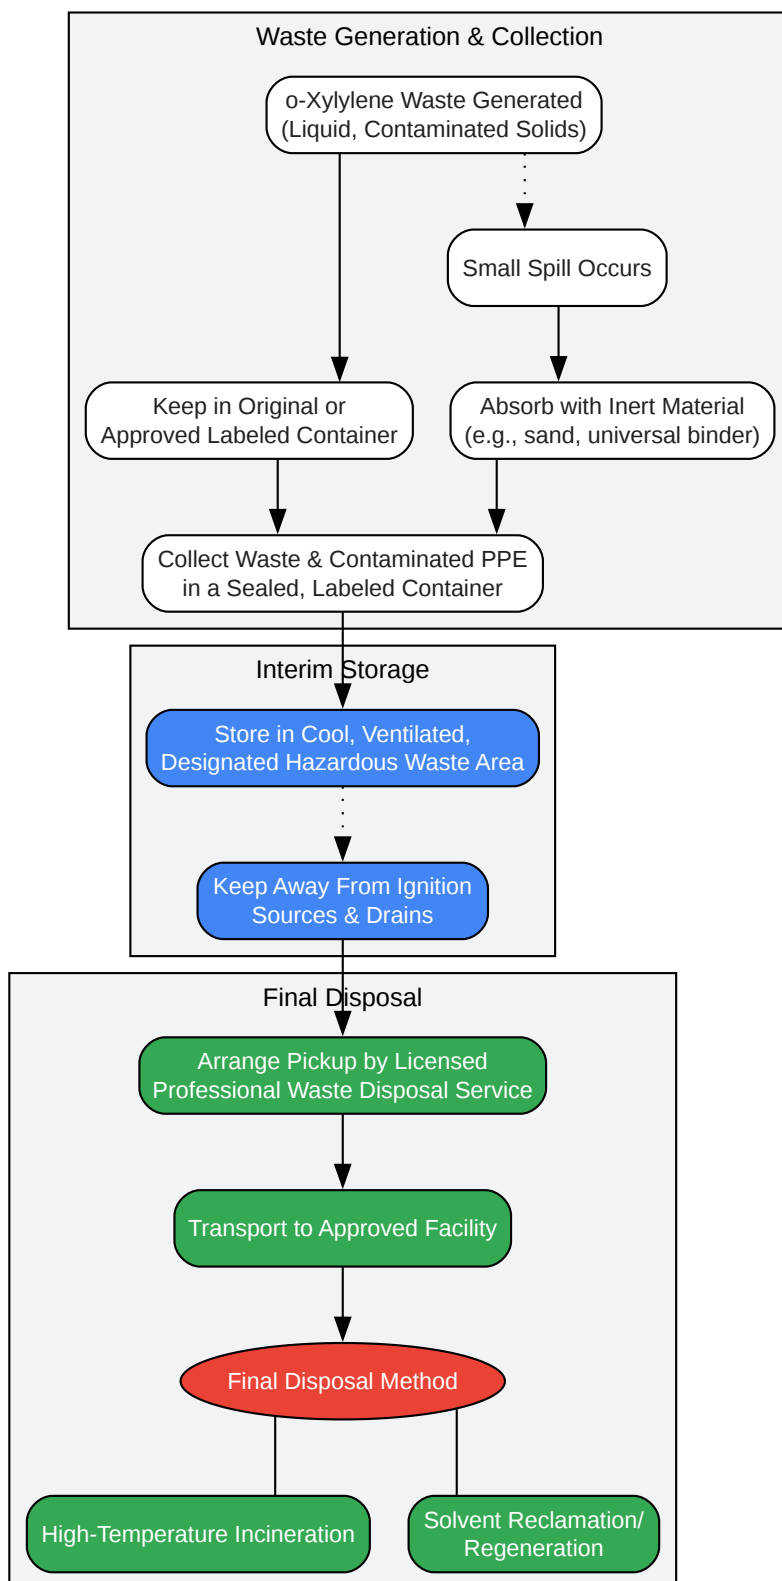 Waste Generation & Collection
o-Xylylene Waste Generated
(Liquid, Contaminated Solids)
Small Spill Occurs
Keep in Original or
Approved Labeled Container
Absorb with Inert Material
(e.g., sand, universal binder)
Collect Waste & Contaminated PPE
in a Sealed, Labeled Container
Interim Storage
Store in Cool, Ventilated,
Designated Hazardous Waste Area
Keep Away From Ignition
Sources & Drains
Final Disposal
Arrange Pickup by Licensed
Professional Waste Disposal Service
Transport to Approved Facility
Final Disposal Method
High-Temperature Incineration
Solvent Reclamation/
Regeneration